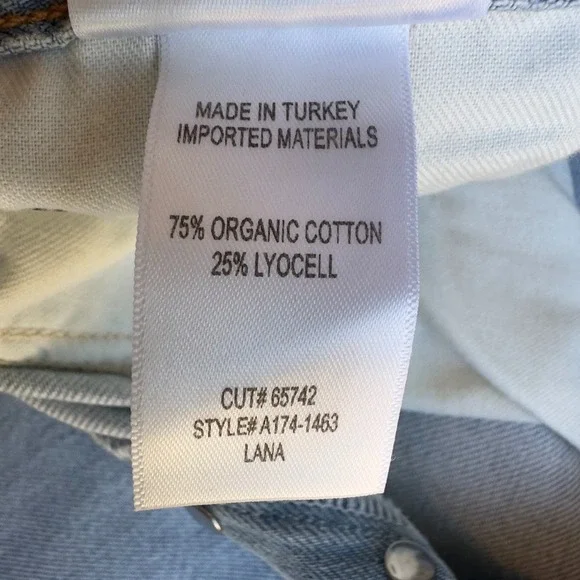 MADE IN TURKEY
IMPORTED MATERIALS
75% ORGANIC COTTON
25% LYOCELL
CUT# 65742
STYLE# A174-1463
LANA